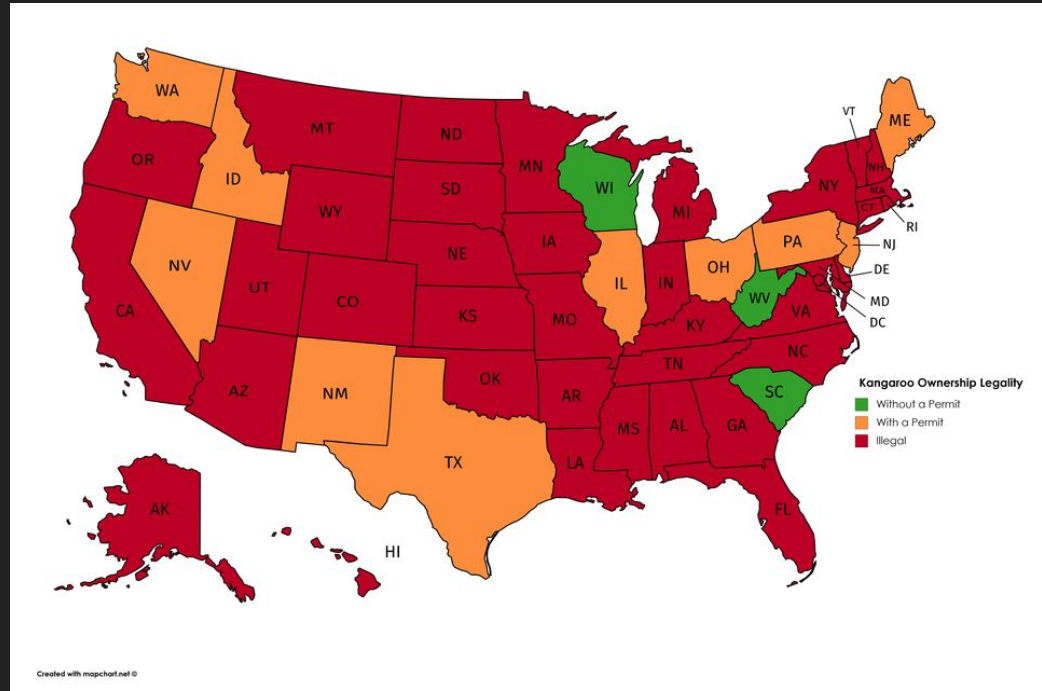 WA
MT
ND
MN
VT
ME
OR
ID
SD
WI
NY
NH
MA
CT
RI
WY
MI
NV
NE
IA
PA
NJ
UT
CO
IL
IN
OH
DE
CA
KS
MO
WV
VA
MD
DC
KY
AZ
NM
OK
AR
TN
NC
SC
TX
LA
MS
AL
GA
FL
AK
HI
Kangaroo Ownership Legality
Without a Permit
With a Permit
Illegal
Created with mapchart.net ©